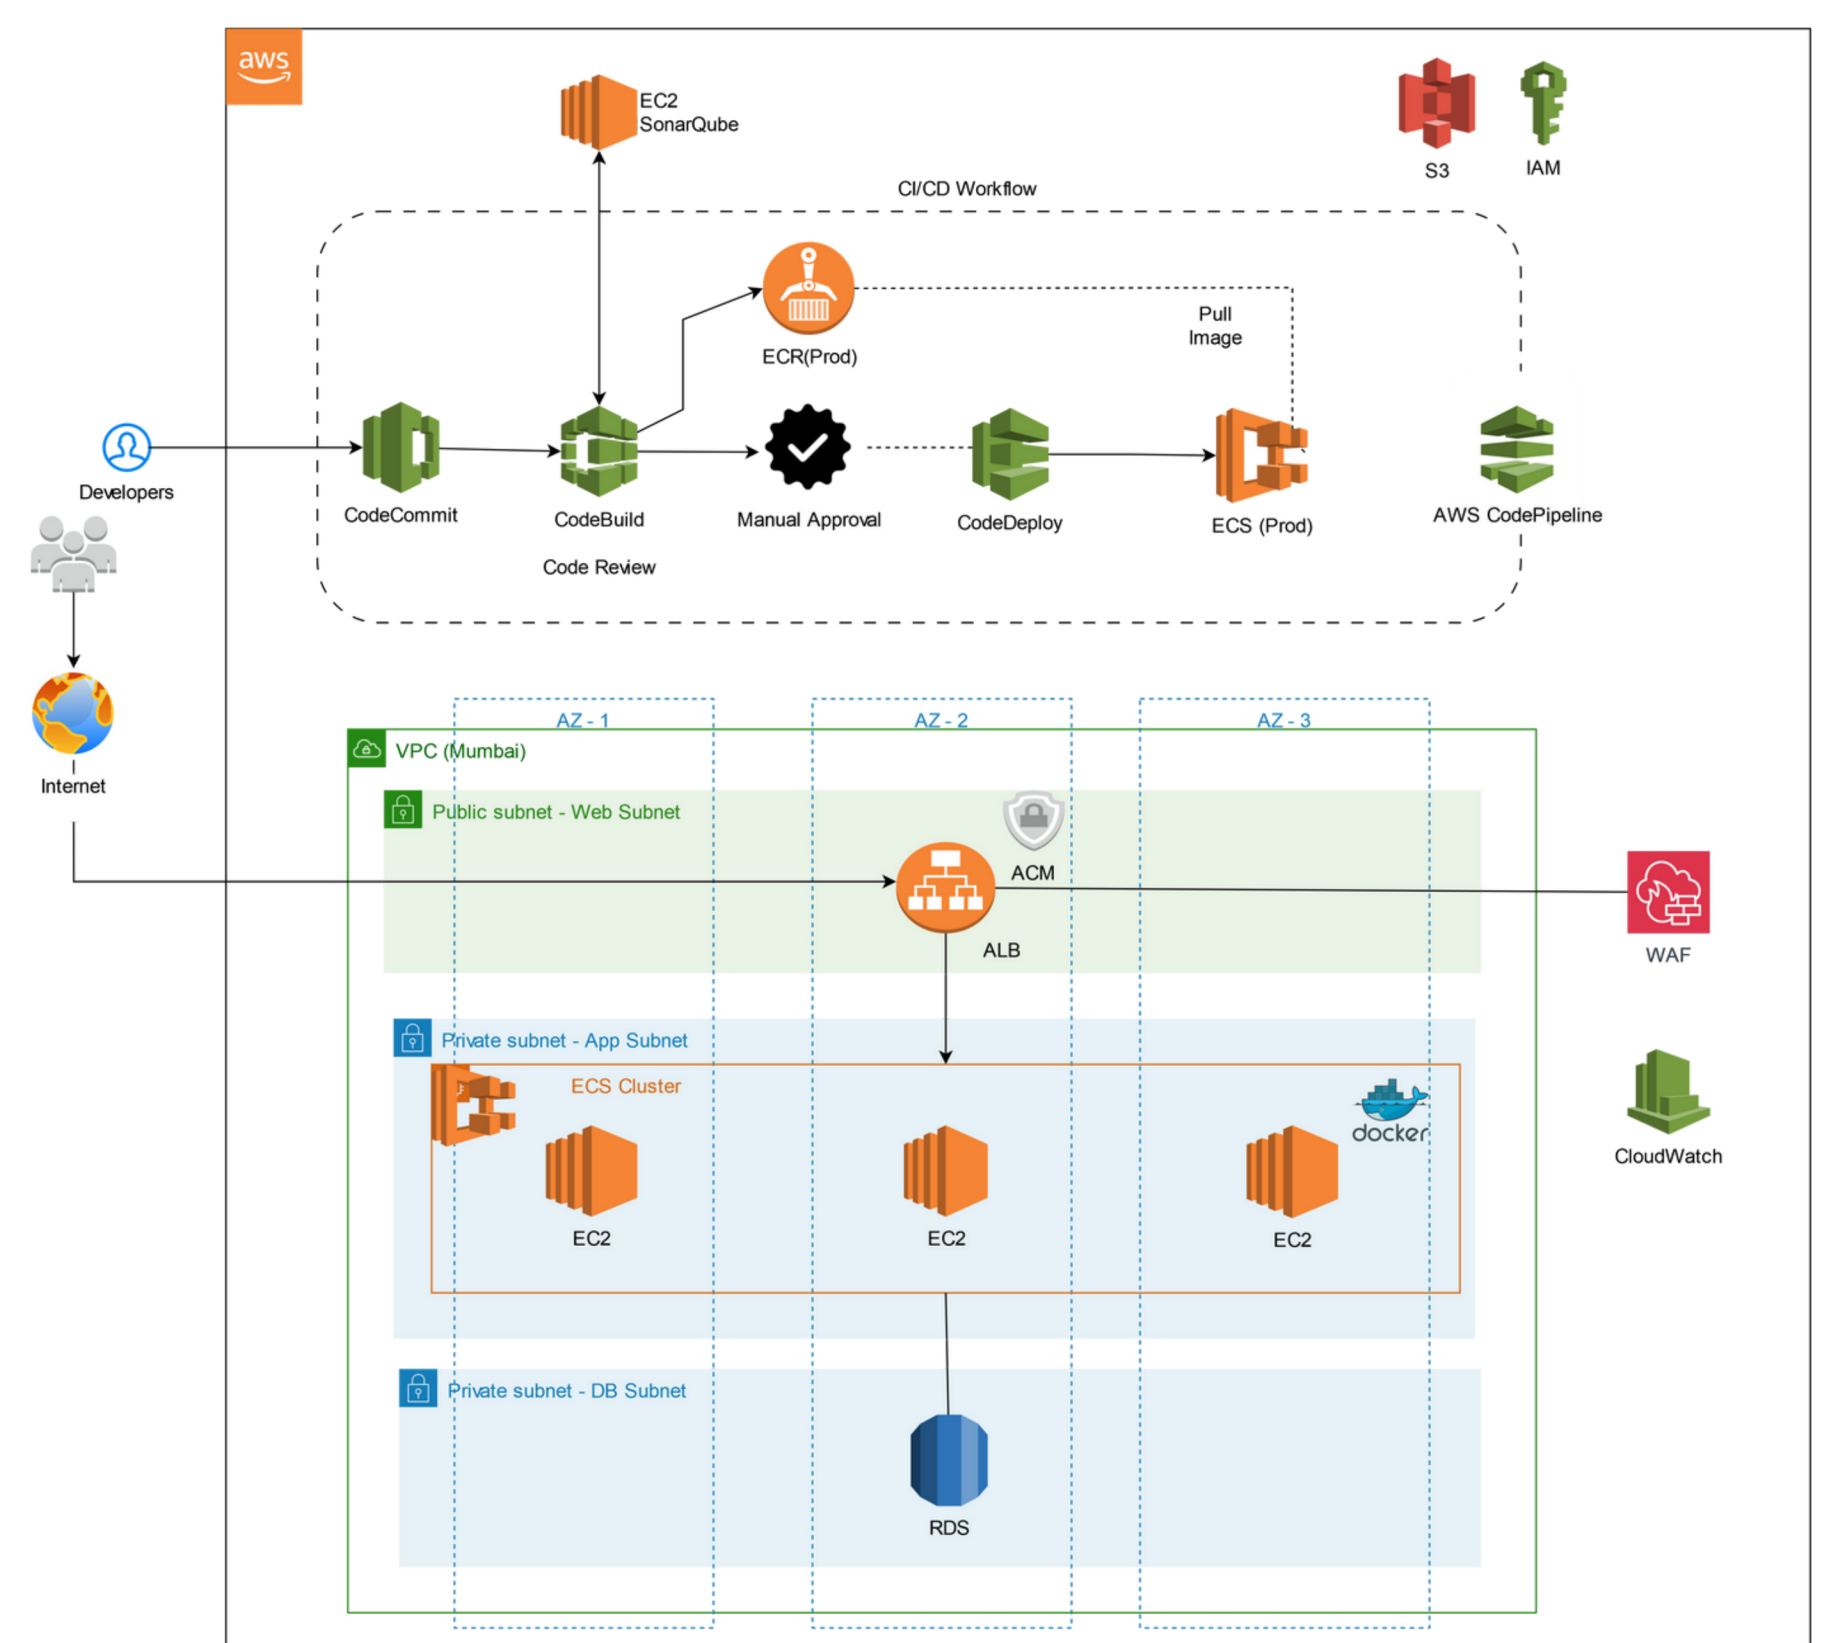 aws
EC2
SonarQube
S3
IAM
CI/CD Workflow
Pull
Image
ECR(Prod)
Developers
CodeCommit
CodeBuild
Manual Approval
CodeDeploy
ECS (Prod)
AWS CodePipeline
Code Review
Internet
AZ - 1
AZ - 2
AZ - 3
VPC (Mumbai)
Public subnet - Web Subnet
ACM
ALB
WAF
Private subnet - App Subnet
ECS Cluster
docker
CloudWatch
EC2
EC2
EC2
Private subnet - DB Subnet
RDS